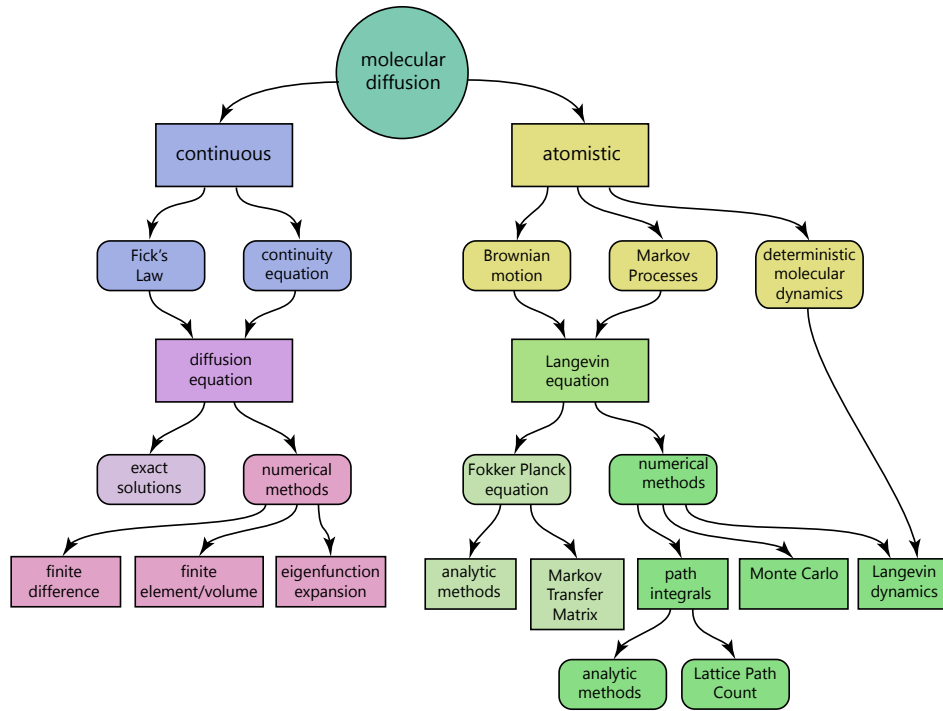 molecular
diffusion
continuous
atomistic
Fick's
Law
continuity
equation
Brownian
motion
Markov
Processes
deterministic
molecular
dynamics
diffusion
equation
Langevin
equation
exact
solutions
numerical
methods
Fokker Planck
equation
numerical
methods
finite
difference
finite
element/volume
eigenfunction
expansion
analytic
methods
Markov
Transfer
Matrix
path
integrals
Monte Carlo
Langevin
dynamics
analytic
methods
Lattice Path
Count